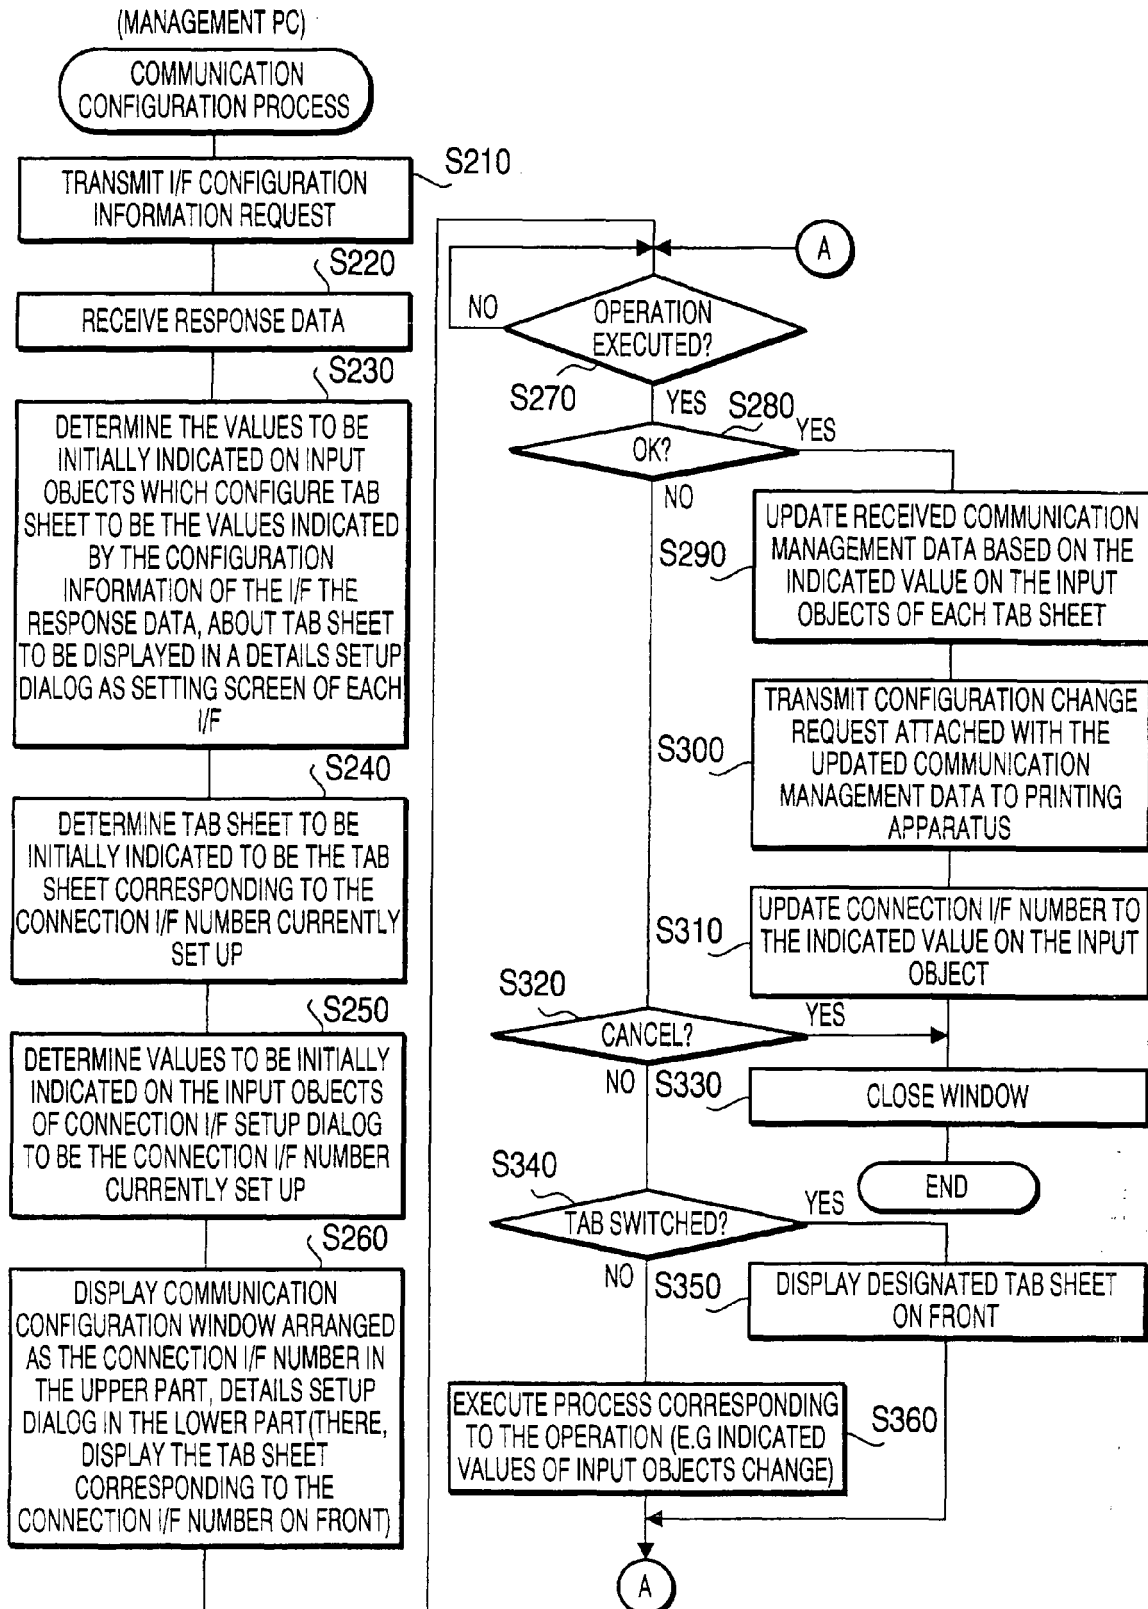 (MANAGEMENT PC)
COMMUNICATION
CONFIGURATION PROCESS
S210
TRANSMIT I/F CONFIGURATION
INFORMATION REQUEST
S220
RECEIVE RESPONSE DATA
S230
DETERMINE THE VALUES TO BE
INITIALLY INDICATED ON INPUT
OBJECTS WHICH CONFIGURE TAB
SHEET TO BE THE VALUES INDICATED
BY THE CONFIGURATION
INFORMATION OF THE I/F THE
RESPONSE DATA, ABOUT TAB SHEET
TO BE DISPLAYED IN A DETAILS SETUP
DIALOG AS SETTING SCREEN OF EACH
I/F
S240
DETERMINE TAB SHEET TO BE
INITIALLY INDICATED TO BE THE TAB
SHEET CORRESPONDING TO THE
CONNECTION I/F NUMBER CURRENTLY
SET UP
S250
DETERMINE VALUES TO BE INITIALLY
INDICATED ON THE INPUT OBJECTS
OF CONNECTION I/F SETUP DIALOG
TO BE THE CONNECTION I/F NUMBER
CURRENTLY SET UP
S260
DISPLAY COMMUNICATION
CONFIGURATION WINDOW ARRANGED
AS THE CONNECTION I/F NUMBER IN
THE UPPER PART, DETAILS SETUP
DIALOG IN THE LOWER PART(THERE,
DISPLAY THE TAB SHEET
CORRESPONDING TO THE
CONNECTION I/F NUMBER ON FRONT)
A
NO
OPERATION
EXECUTED?
S270
YES
S280
OK?
YES
NO
S290
UPDATE RECEIVED COMMUNICATION
MANAGEMENT DATA BASED ON THE
INDICATED VALUE ON THE INPUT
OBJECTS OF EACH TAB SHEET
S300
TRANSMIT CONFIGURATION CHANGE
REQUEST ATTACHED WITH THE
UPDATED COMMUNICATION
MANAGEMENT DATA TO PRINTING
APPARATUS
S310
UPDATE CONNECTION I/F NUMBER TO
THE INDICATED VALUE ON THE INPUT
OBJECT
S320
CANCEL?
YES
NO
S330
CLOSE WINDOW
END
S340
TAB SWITCHED?
YES
NO
S350
DISPLAY DESIGNATED TAB SHEET
ON FRONT
EXECUTE PROCESS CORRESPONDING
TO THE OPERATION (E.G INDICATED
VALUES OF INPUT OBJECTS CHANGE)
S360
A